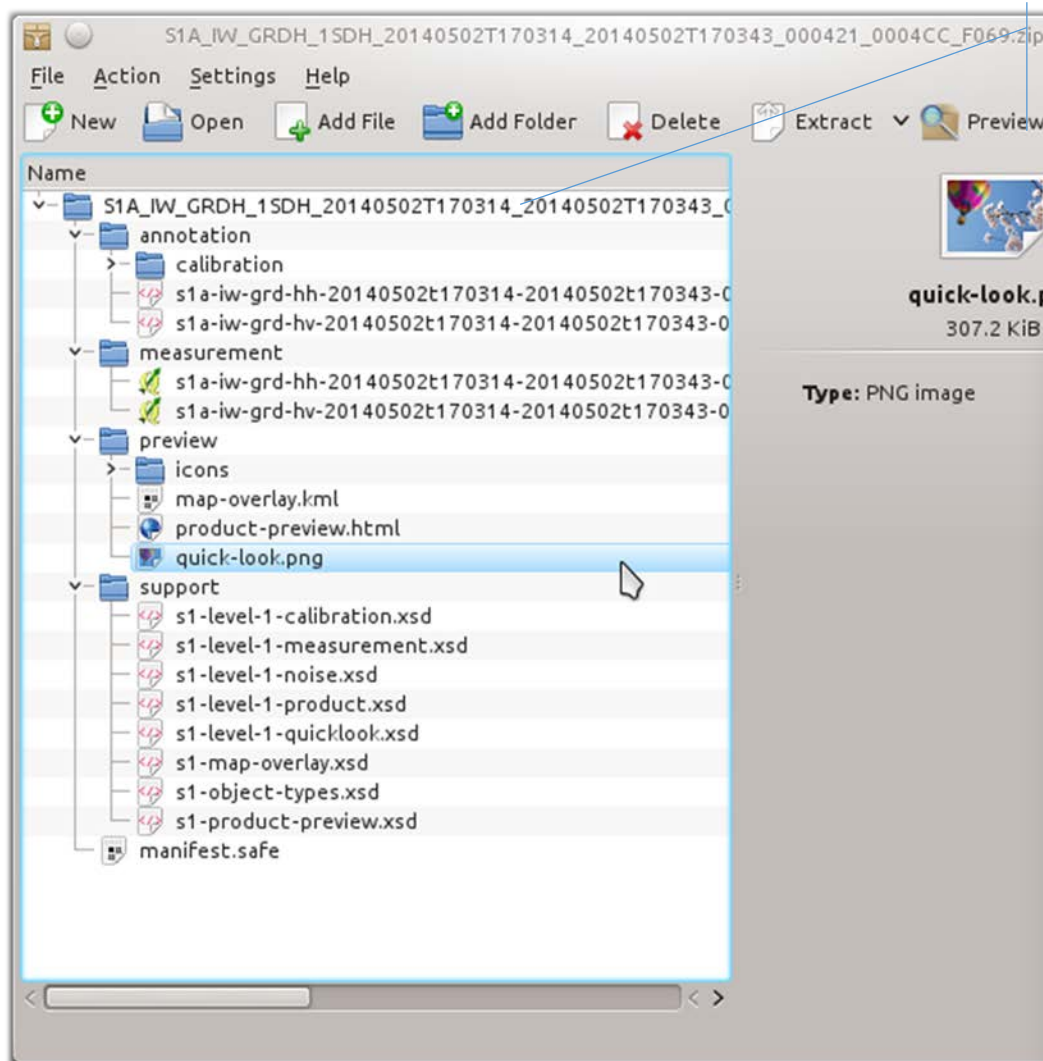 S1A_IW_GRDH_1SDH_20140502T170314_20140502T170343_000421_0004CC_F069.zip
File Action Settings Help
New Open Add File Add Folder Delete Extract Preview
Name
S1A_IW_GRDH_1SDH_20140502T170314_20140502T170343_0
annotation
calibration
s1a-iw-grd-hh-20140502t170314-20140502t170343-0
s1a-iw-grd-hv-20140502t170314-20140502t170343-0
measurement
s1a-iw-grd-hh-20140502t170314-20140502t170343-0
s1a-iw-grd-hv-20140502t170314-20140502t170343-0
preview
icons
map-overlay.kml
product-preview.html
quick-look.png
support
s1-level-1-calibration.xsd
s1-level-1-measurement.xsd
s1-level-1-noise.xsd
s1-level-1-product.xsd
s1-level-1-quicklook.xsd
s1-map-overlay.xsd
s1-object-types.xsd
s1-product-preview.xsd
manifest.safe
quick-look.p
307.2 KiB
Type: PNG image